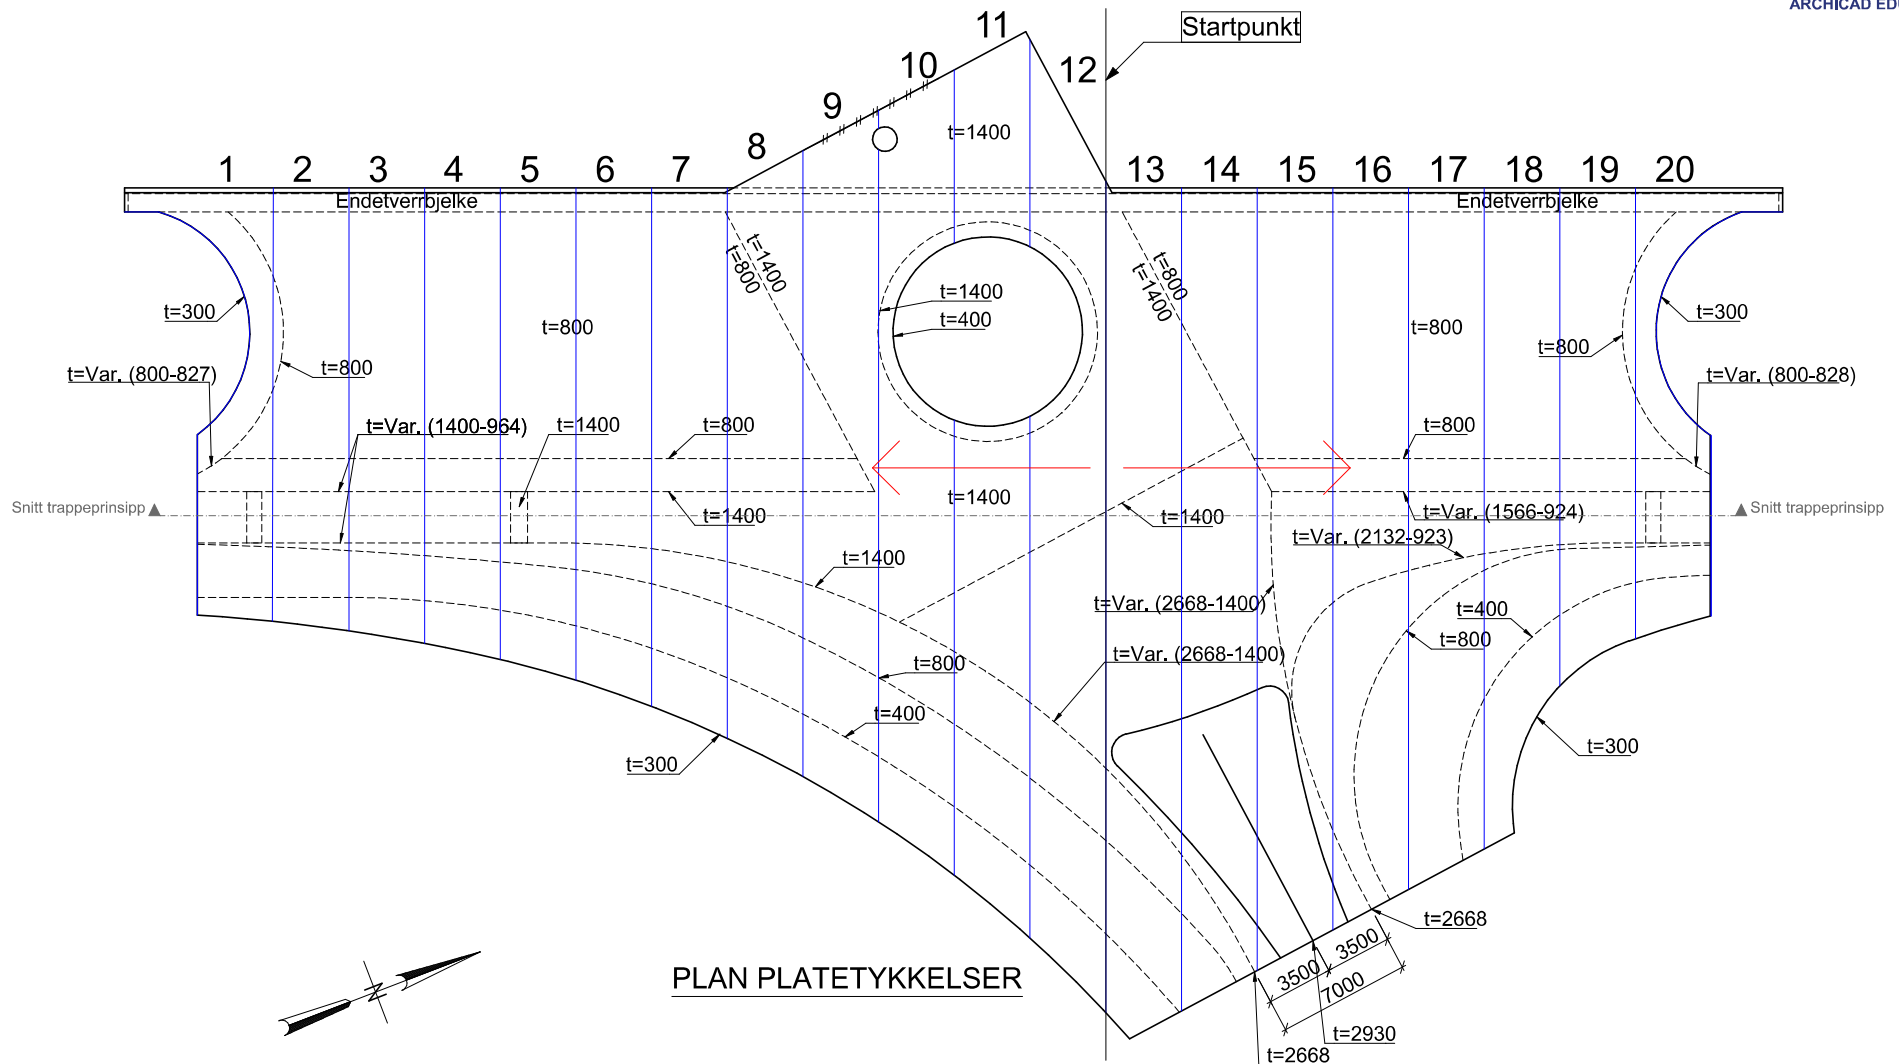 ARCHICAD EDU
Startpunkt
11
12
10
9
8
t=1400
1 2 3 4 5 6 7
13 14 15 16 17 18 19 20
Endetverrbjelke
Endetverrbjelke
t=1400
t=800
t=800
t=1400
t=300
t=1400
t=400
t=300
t=800
t=800
t=800
t=800
t=Var. (800-827)
t=Var. (800-828)
t=Var. (1400-964)
t=1400
t=800
t=800
Snitt trappeprinsipp
t=1400
t=1400
t=1400
t=Var. (1566-924)
Snitt trappeprinsipp
t=Var. (2132-923)
t=1400
t=Var. (2668-1400)
t=400
t=800
t=800
t=Var. (2668-1400)
t=400
t=300
t=300
t=2668
3500
3500
7000
N
PLAN PLATETYKKELSER
t=2930
t=2668